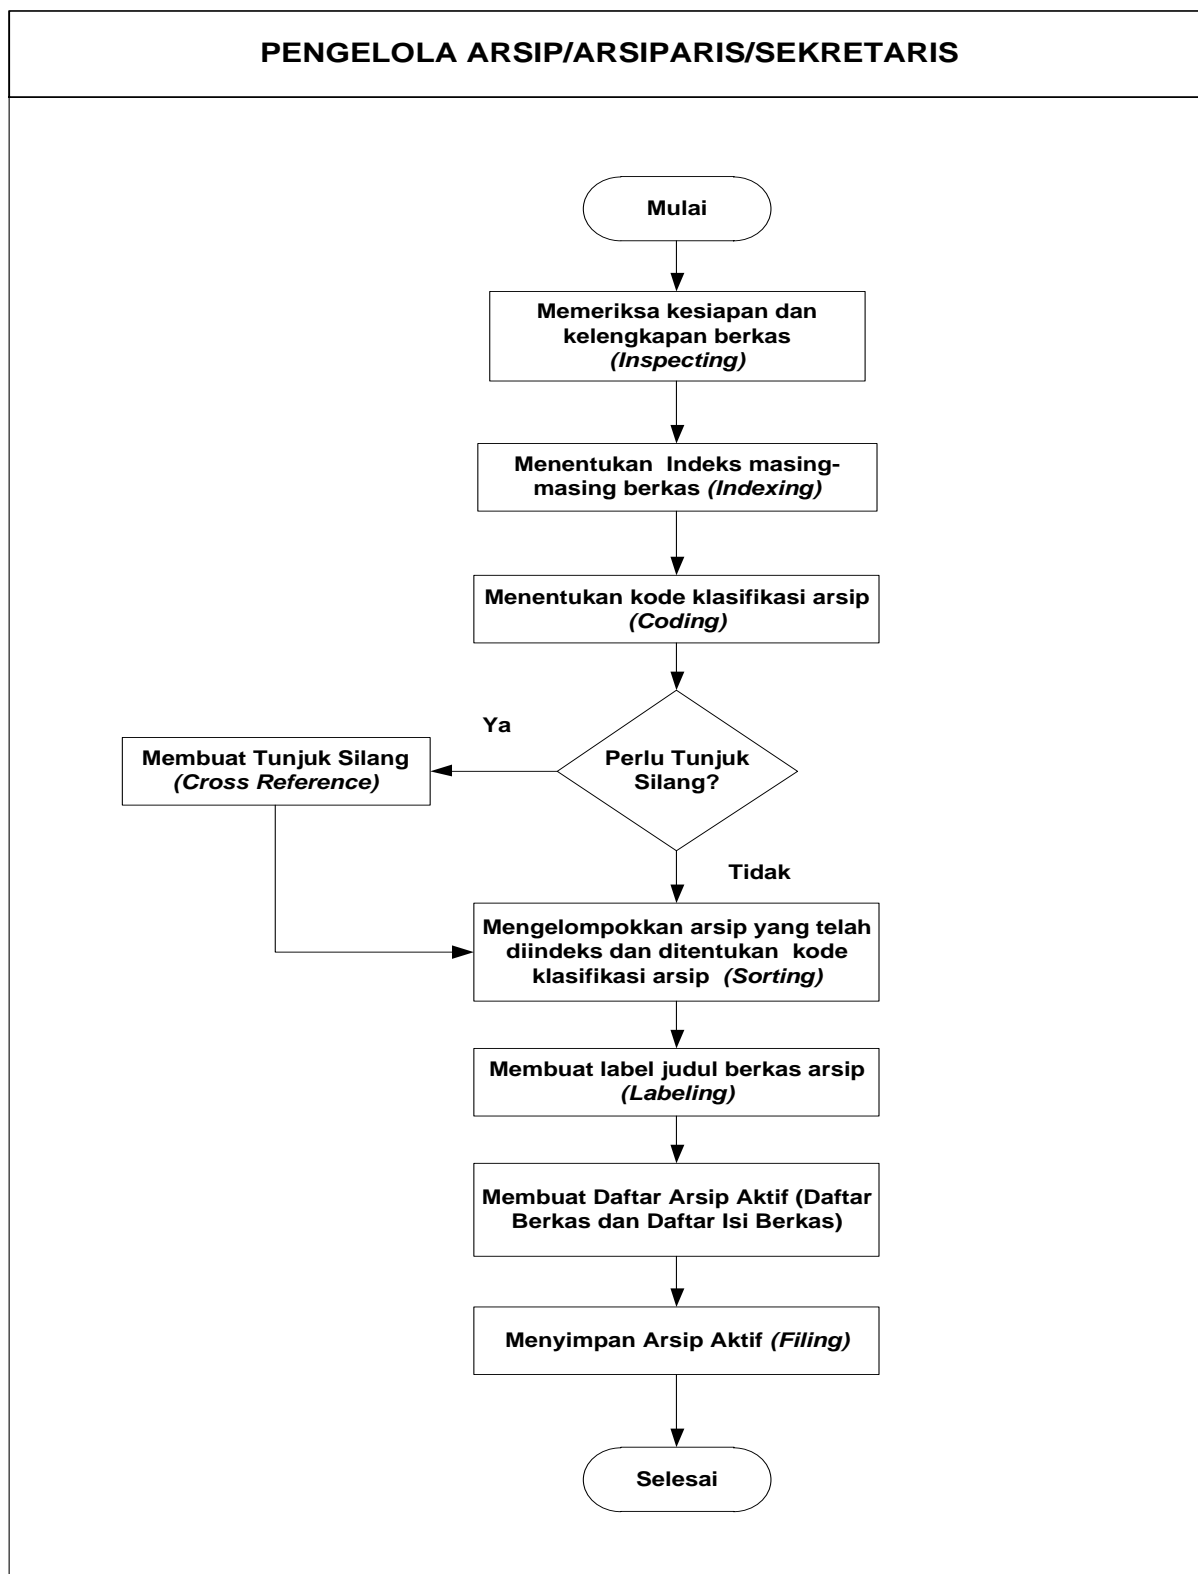 PENGELOLA ARSIP/ARSIPARIS/SEKRETARIS
Mulai
Memeriksa kesiapan dan
kelengkapan berkas
(Inspecting)
Menentukan  Indeks masing-
masing berkas (Indexing)
Menentukan kode klasifikasi arsip
(Coding)
Ya
Membuat Tunjuk Silang
(Cross Reference)
Perlu Tunjuk
Silang?
Tidak
Mengelompokkan arsip yang telah
diindeks dan ditentukan  kode
klasifikasi arsip  (Sorting)
Membuat label judul berkas arsip
(Labeling)
Membuat Daftar Arsip Aktif (Daftar
Berkas dan Daftar Isi Berkas)
Menyimpan Arsip Aktif (Filing)
Selesai